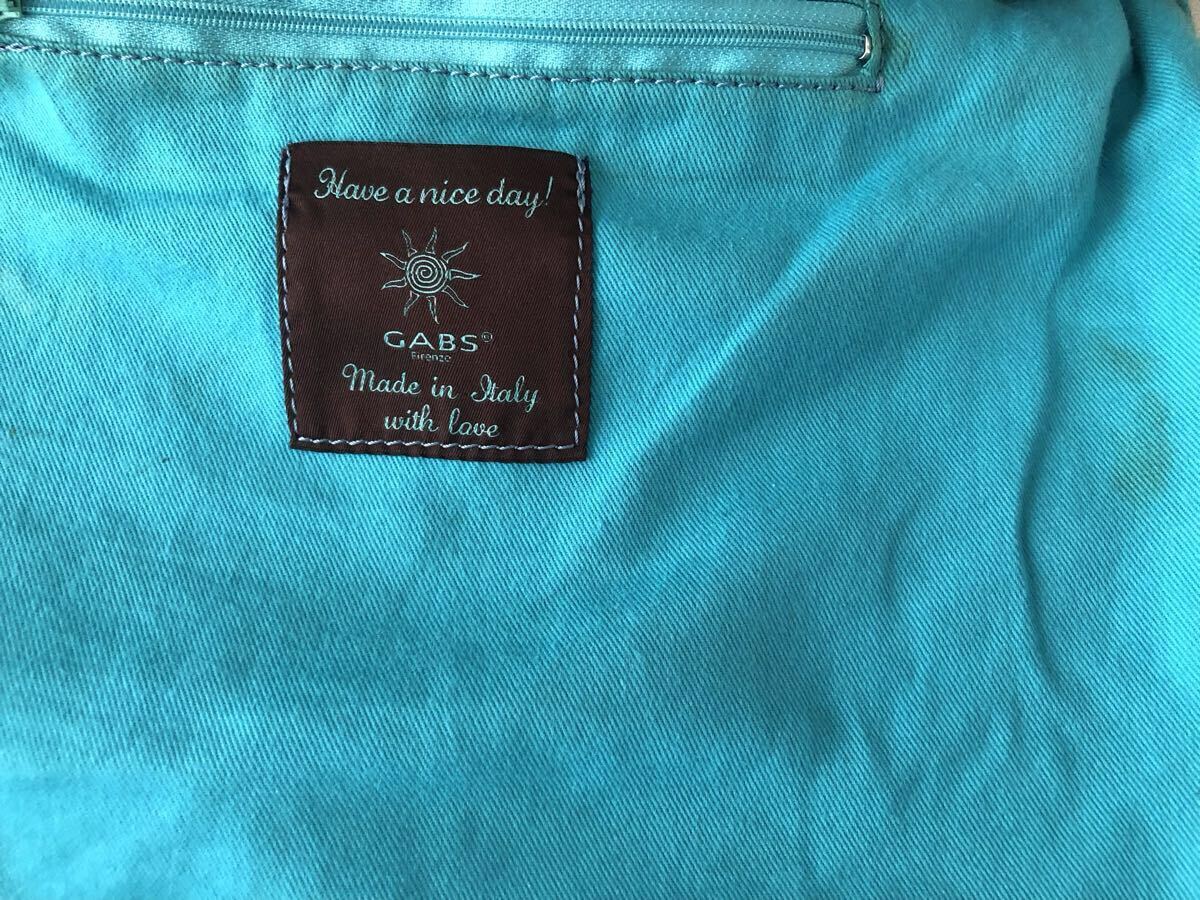 Have a nice day!
GABS®
Firenze
Made in Italy
with love